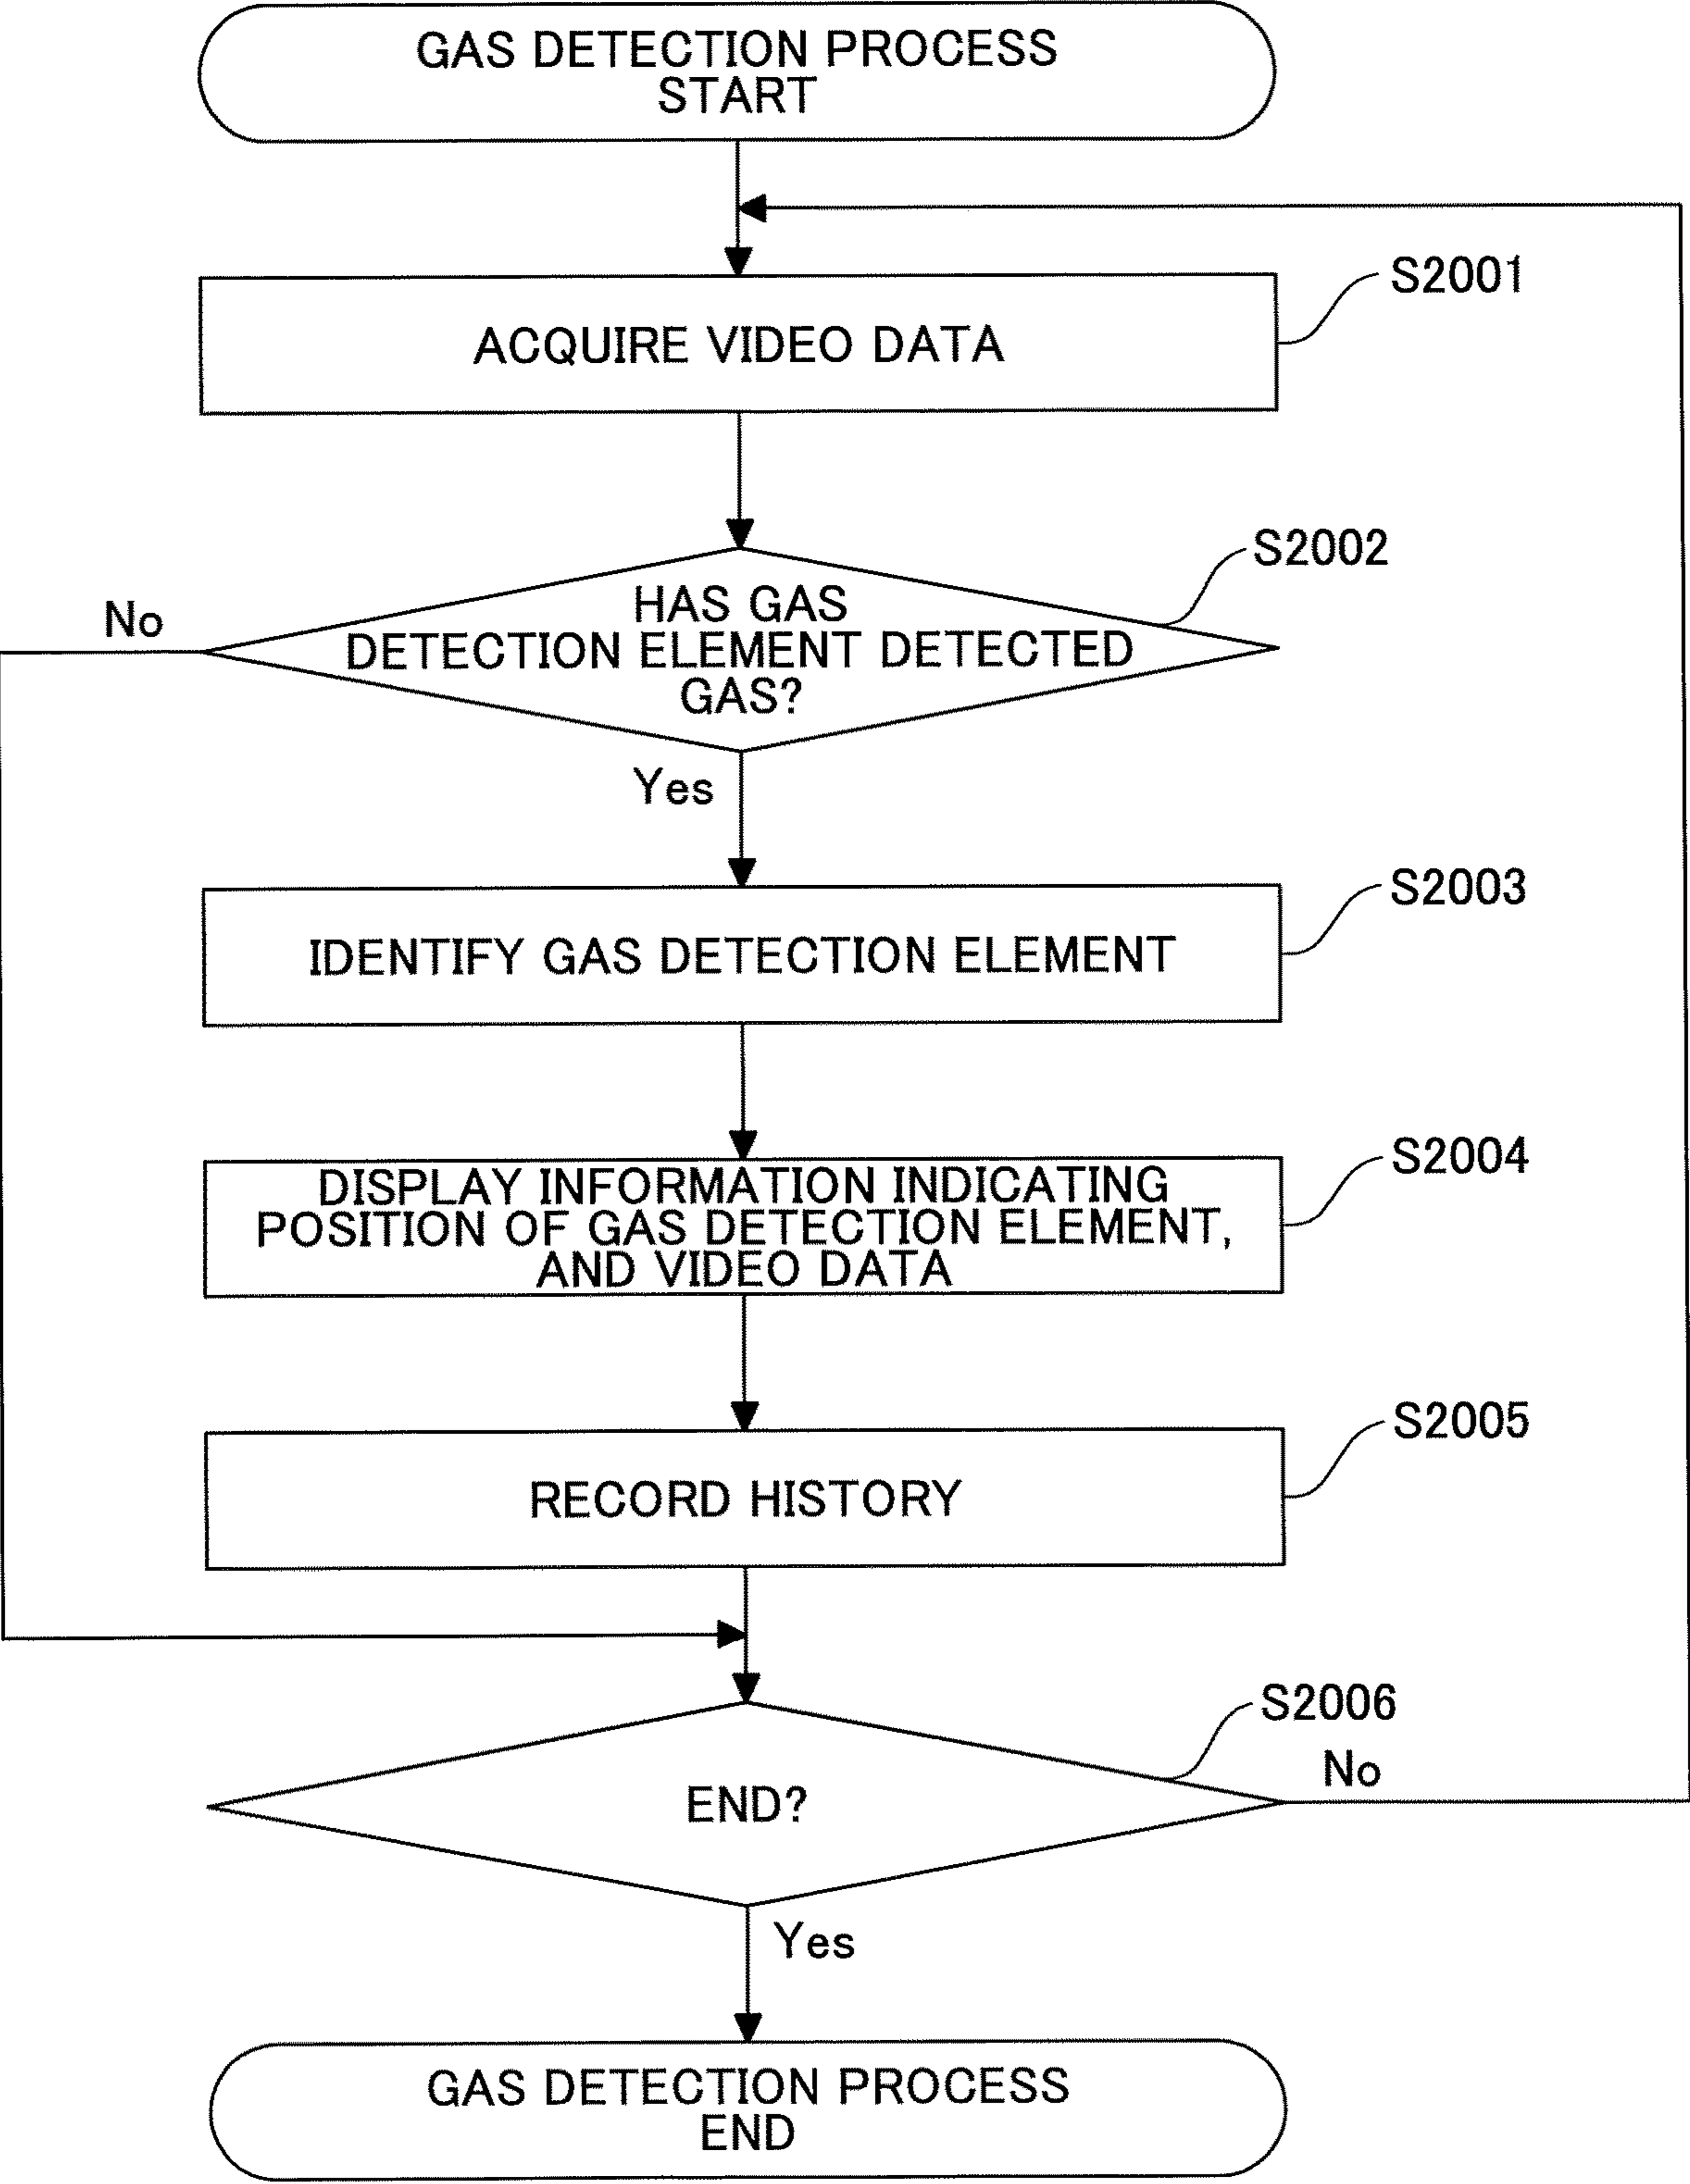 GAS DETECTION PROCESS
START
S2001
ACQUIRE VIDEO DATA
S2002
No
HAS GAS
DETECTION ELEMENT DETECTED
GAS?
Yes
S2003
IDENTIFY GAS DETECTION ELEMENT
S2004
DISPLAY INFORMATION INDICATING
POSITION OF GAS DETECTION ELEMENT,
AND VIDEO DATA
S2005
RECORD HISTORY
S2006
No
END?
Yes
GAS DETECTION PROCESS
END